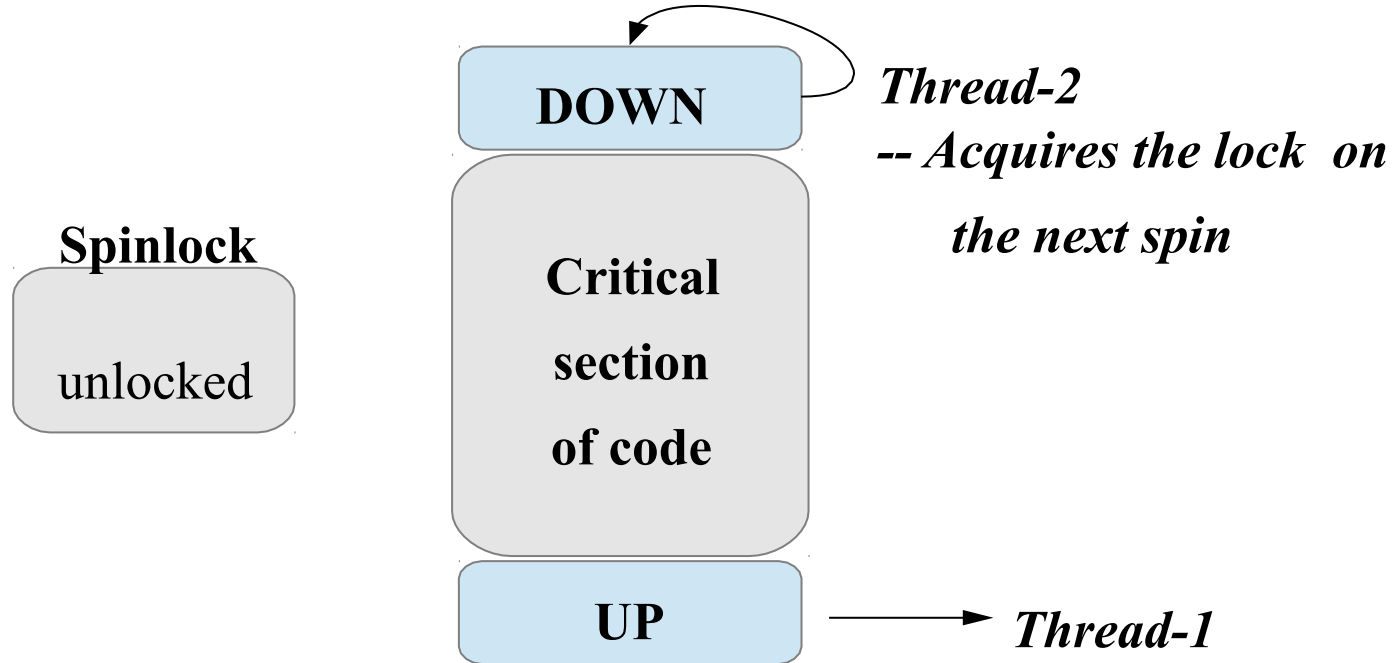 DOWN
Thread-2
-- Acquires the lock on
the next spin
Spinlock
unlocked
Critical
section
of code
UP
Thread-1